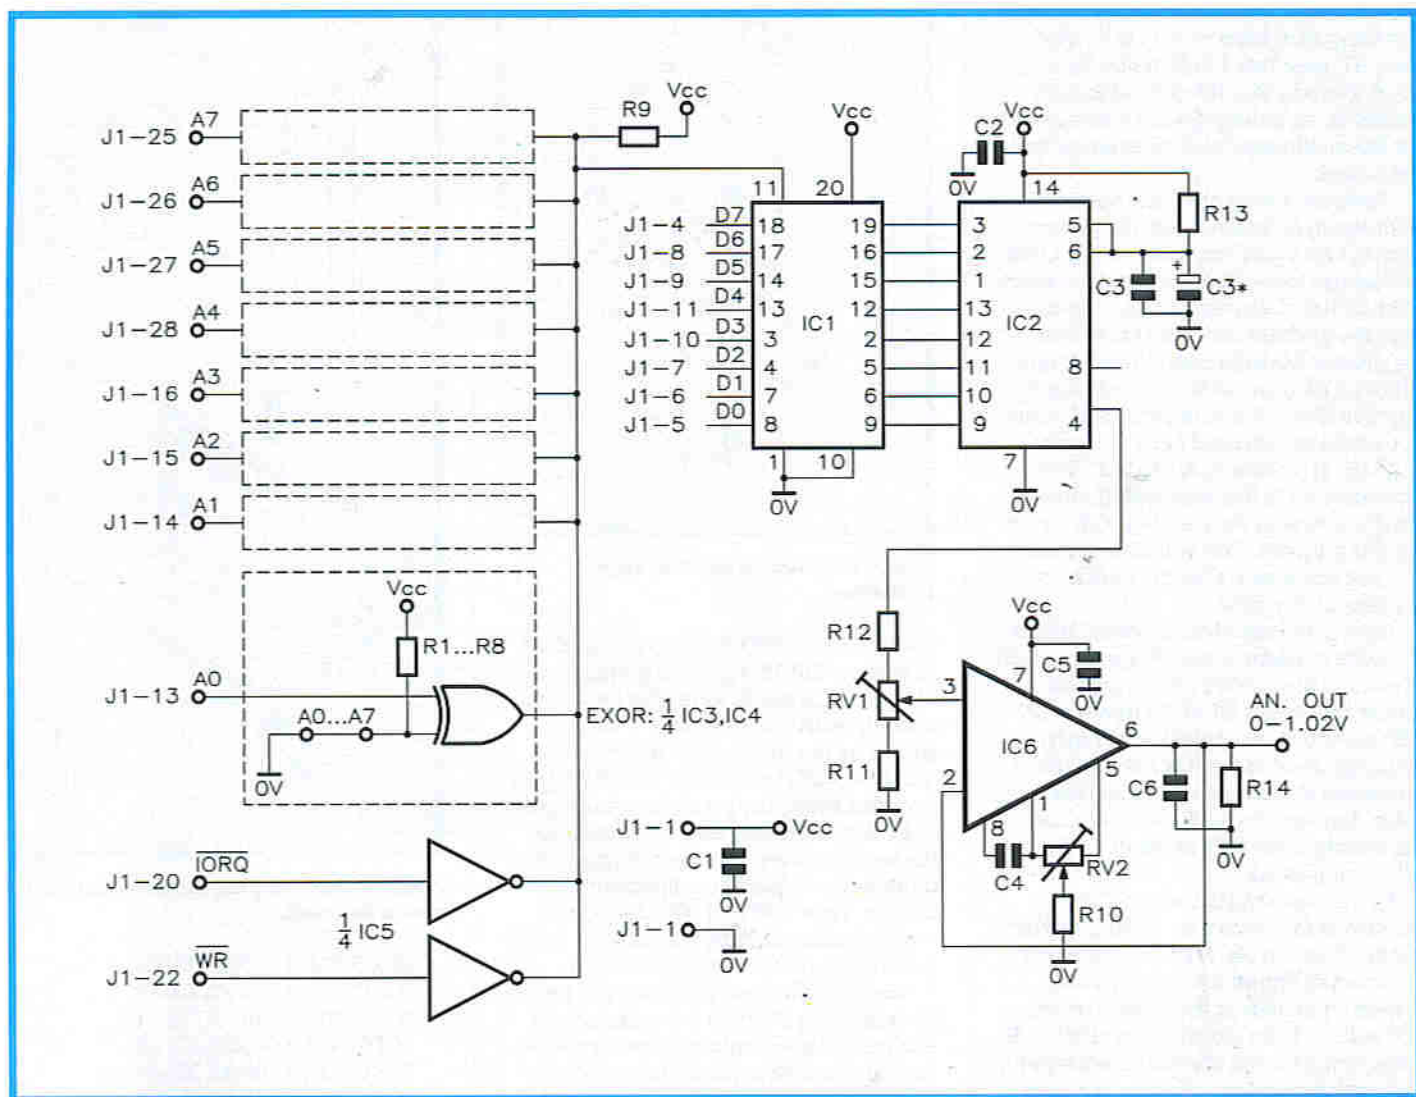 Vcc
R9
Vcc
Vcc
C2
0V
J1-25 A7
J1-26 A6
J1-27 A5
J1-28 A4
J1-16 A3
J1-15 A2
J1-14 A1
11 20
J1-4 D7 18 19
J1-8 D6 17 16
J1-9 D5 14 15
J1-11 D4 13 12
J1-10 D3 3 2
J1-7 D2 4 5
J1-6 D1 7 6
J1-5 D0 8 9
IC1
1 10
0V
14
3 5
2 6
1
13
12
11 8
10
9 4
IC2
7
0V
R13
C3
+
C3*
0V
Vcc
R1...R8
J1-13 A0
A0...A7
0V
EXOR: 1/4 IC3,IC4
J1-20 IORQ
1/4 IC5
J1-22 WR
J1-1 Vcc
C1
0V
J1-1
0V
R12
RV1
R11
0V
Vcc
C5
0V
7
3
2
IC6
6
5
1
8
C4
RV2
R10
0V
AN. OUT
0-1.02V
C6
R14
0V